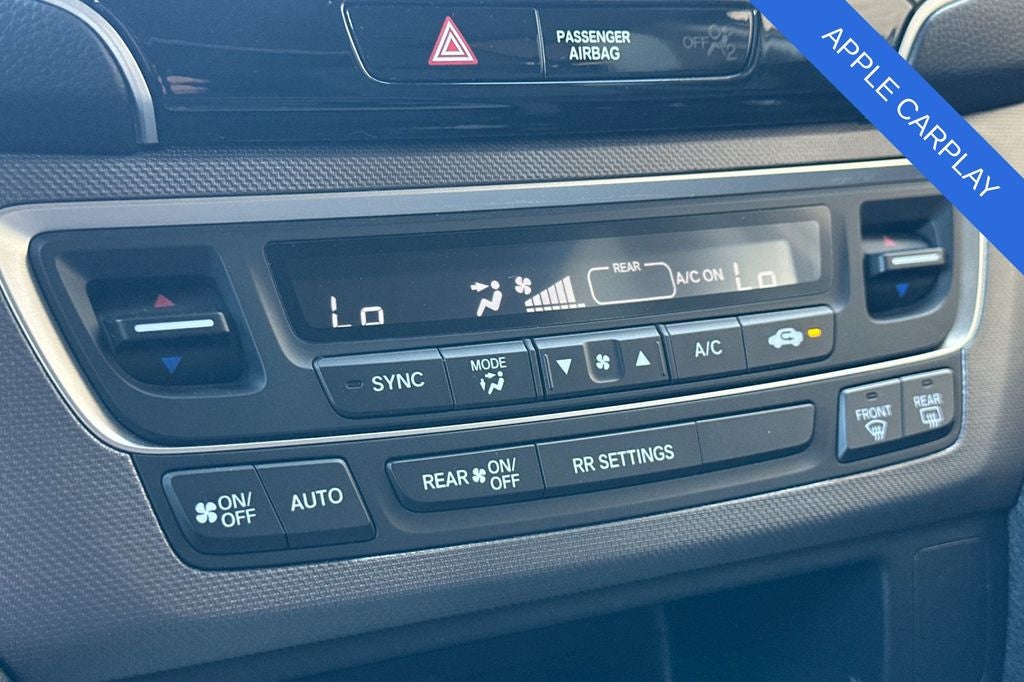 PASSENGER
AIRBAG
OFF
2
APPLE CARPLAY
Lo
REAR
A/C ON
Lo
SYNC
MODE
A/C
FRONT
REAR
ON/
OFF
AUTO
REAR
ON/
OFF
RR SETTINGS